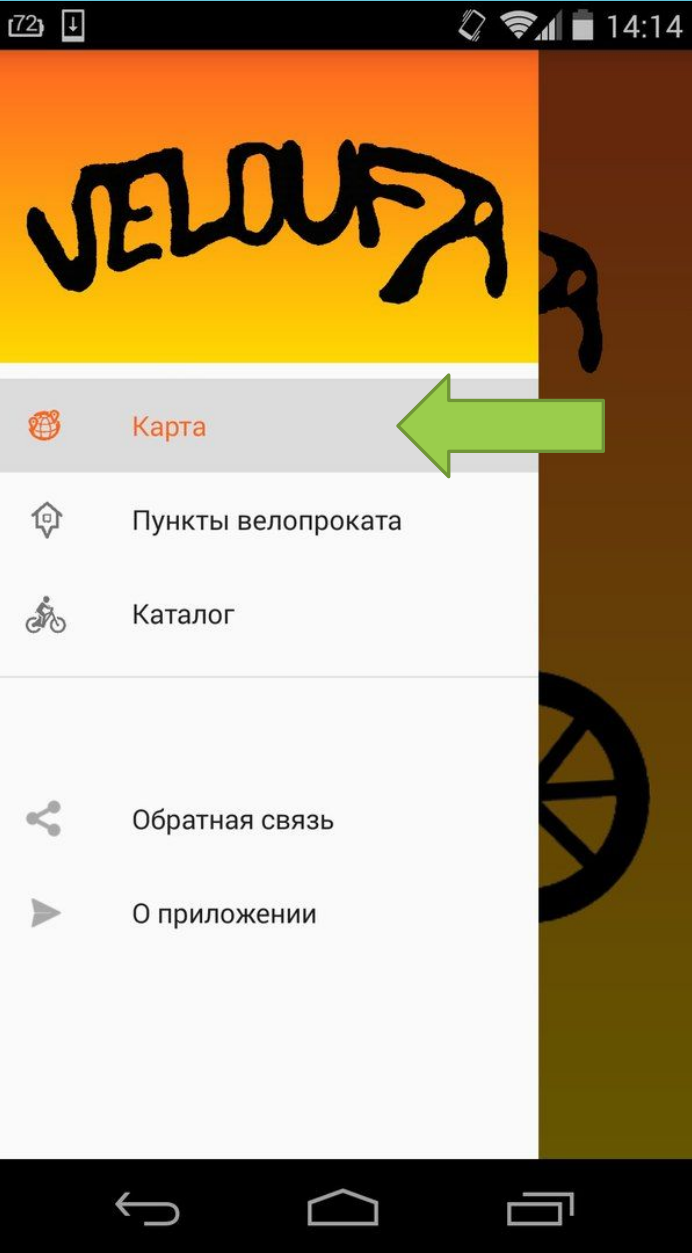 72
14:14
VELOUFA
Карта
Пункты велопроката
Каталог
Обратная связь
О приложении